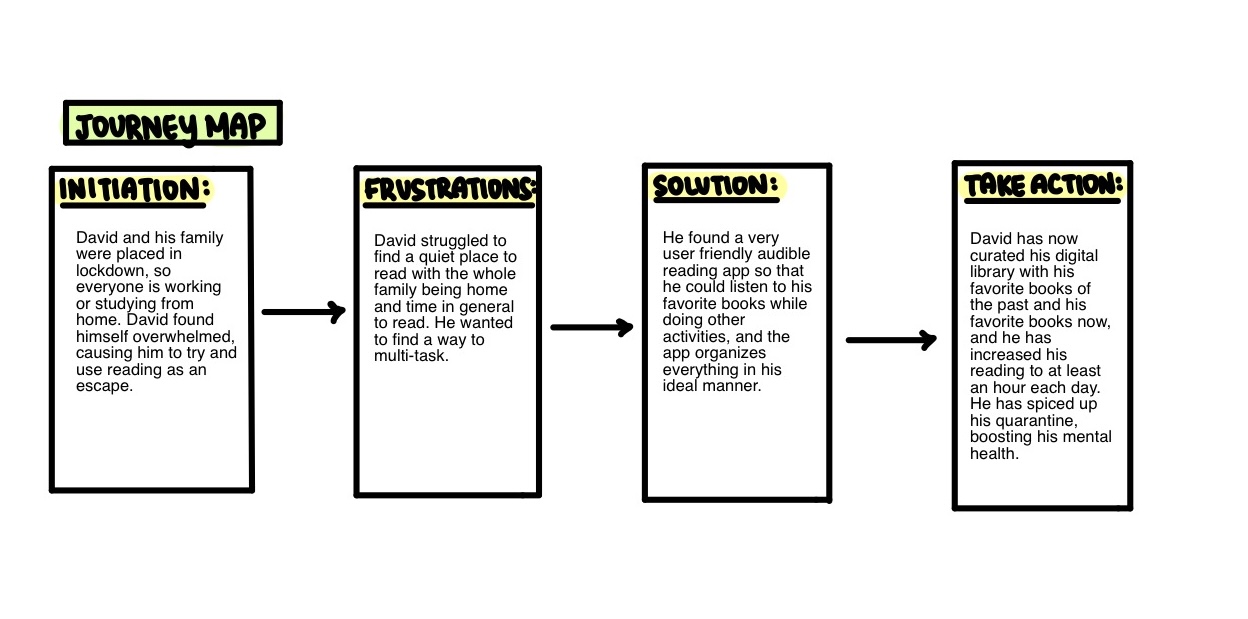 JOURNEY MAP
INITIATION:
David and his family
were placed in
lockdown, so
everyone is working
or studying from
home. David found
himself overwhelmed,
causing him to try and
use reading as an
escape.
FRUSTRATIONS:
David struggled to
find a quiet place to
read with the whole
family being home
and time in general
to read. He wanted
to find a way to
multi-task.
SOLUTION:
He found a very
user friendly audible
reading app so that
he could listen to his
favorite books while
doing other
activities, and the
app organizes
everything in his
ideal manner.
TAKE ACTION:
David has now
curated his digital
library with his
favorite books of
the past and his
favorite books now,
and he has
increased his
reading to at least
an hour each day.
He has spiced up
his quarantine,
boosting his mental
health.